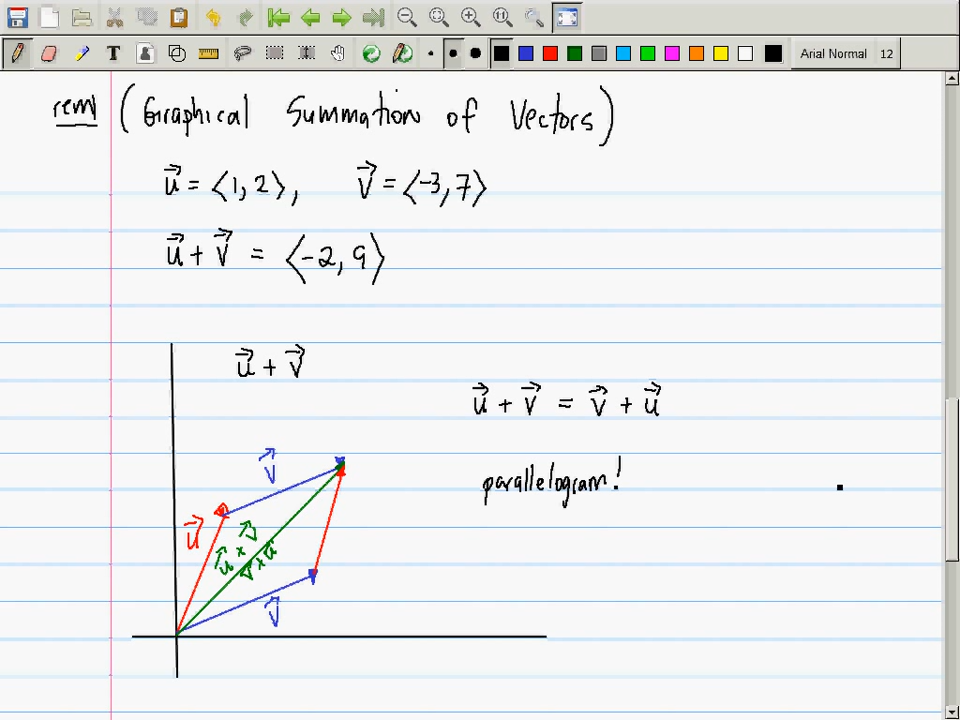 T
Arial Normal 12
rem (Graphical Summation of Vectors)
u⃗ = ⟨1, 2⟩, v⃗ = ⟨-3, 7⟩
u⃗ + v⃗ = ⟨-2, 9⟩
u⃗ + v⃗
u⃗ + v⃗ = v⃗ + u⃗
v⃗
parallelogram!
u⃗
u⃗ + v⃗
v⃗ + u⃗
v⃗